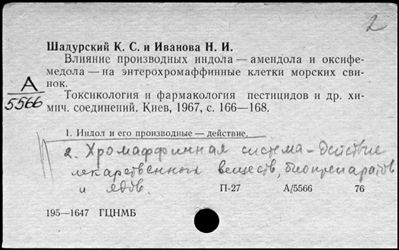 2
Шадурский К. С. и Иванова Н. И.
Влияние производных индола — амендола и оксифе-
медола — на энтерохромаффинные клетки морских сви-
нок.
А
5566
Токсикология и фармакология пестицидов и др. хи-
мич. соединений. Киев, 1967, с. 166—168.
1. Индол и его производные — действие.
2. Хромаффинная система – действие
лекарственных веществ, биопрепаратов
и ядов.
П-27 А/5566 76
195—1647 ГЦНМБ